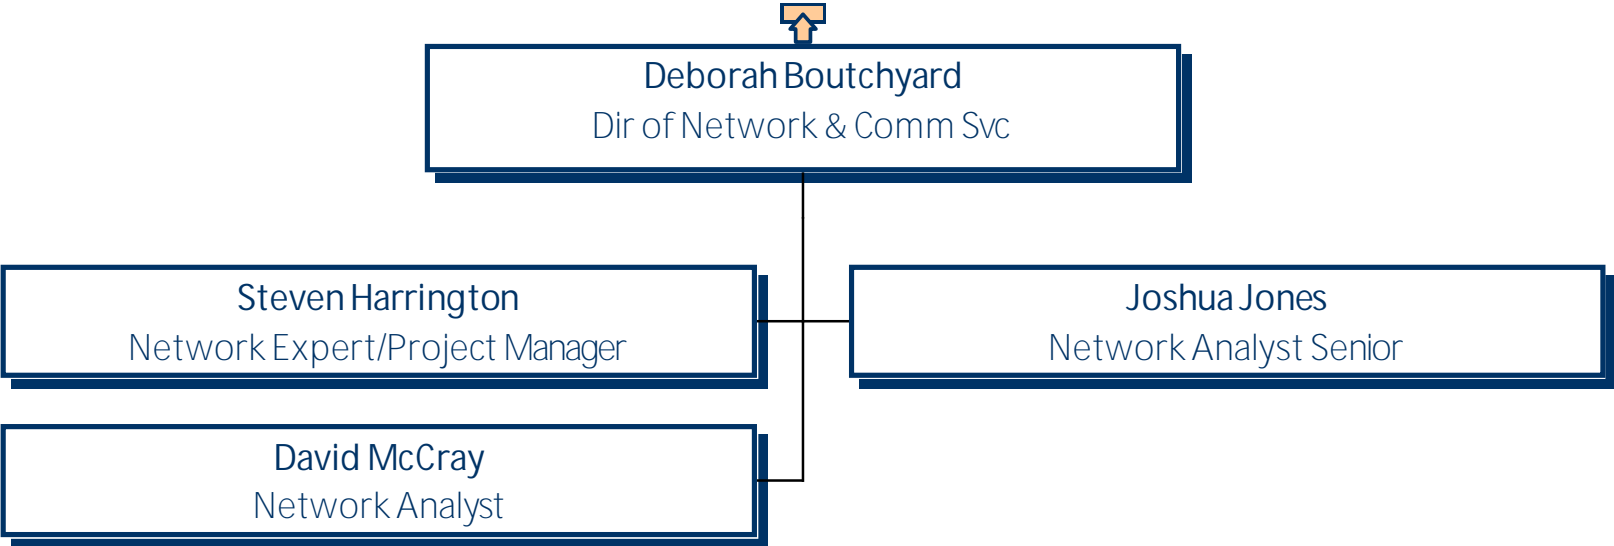 Deborah Boutchyard
Dir of Network & Comm Svc
Steven Harrington
Network Expert/Project Manager
Joshua Jones
Network Analyst Senior
David McCray
Network Analyst